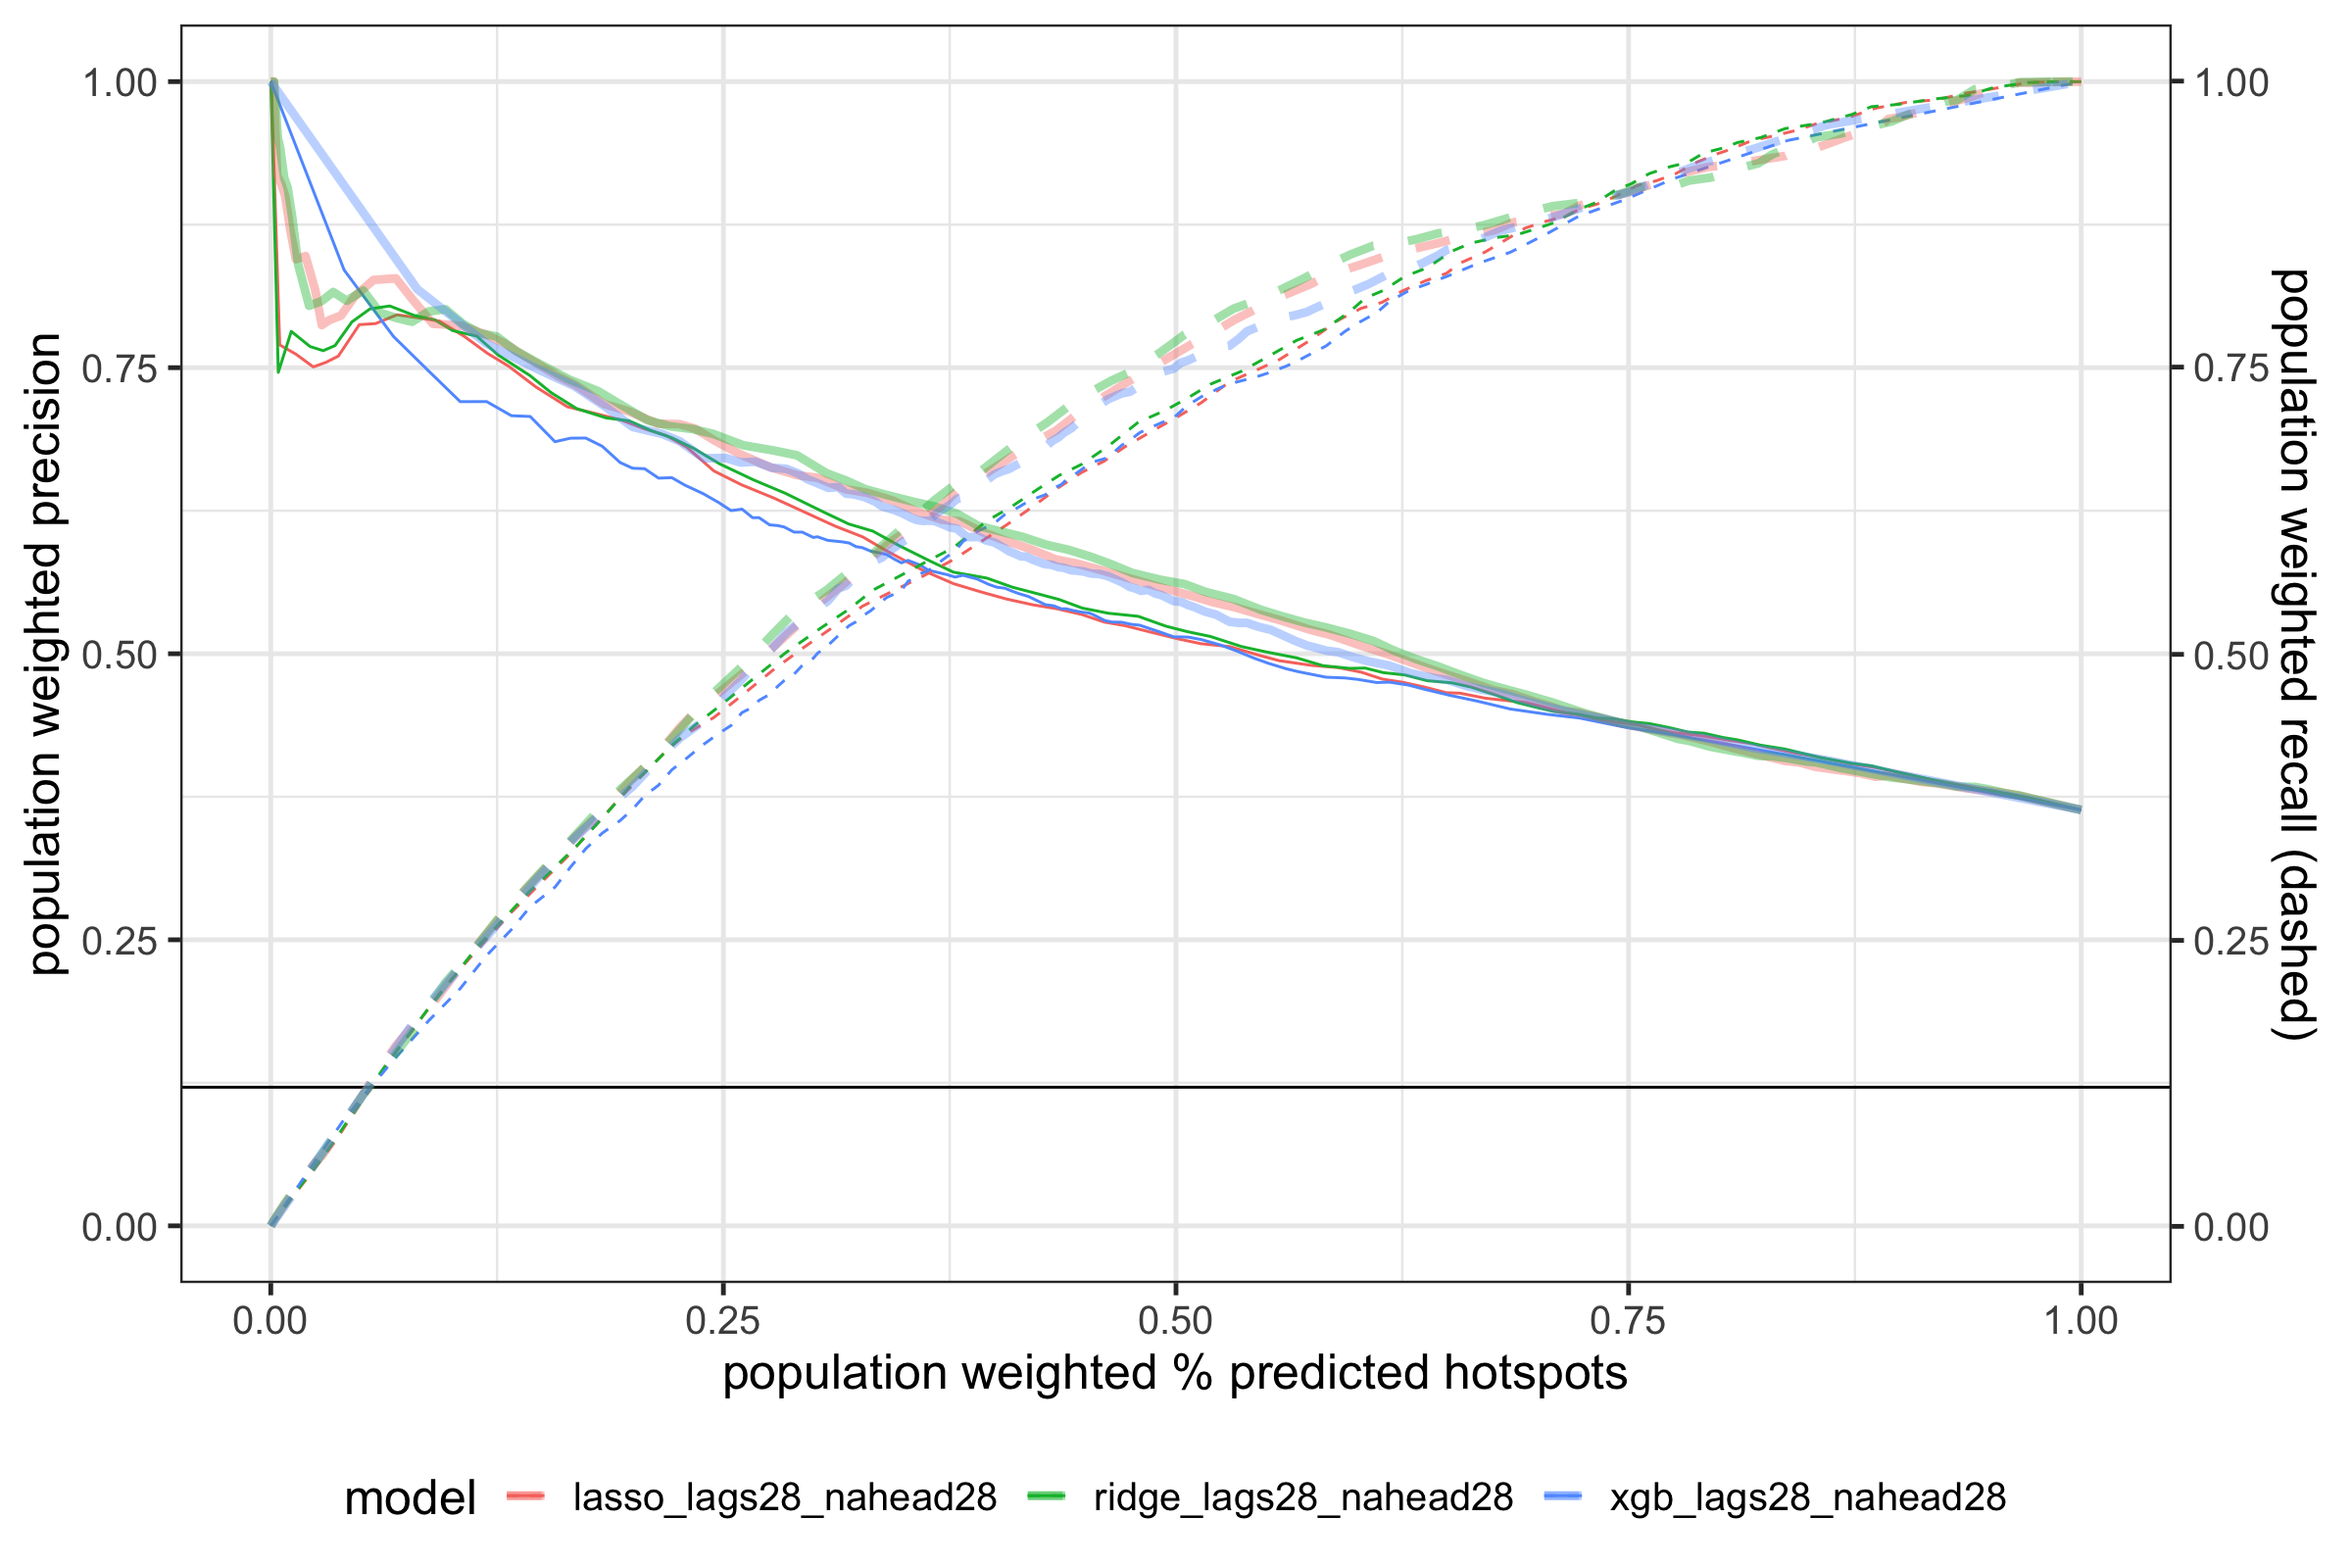 population weighted precision
1.00
0.75
0.50
0.25
0.00
1.00
0.75
0.50
0.25
0.00
population weighted recall (dashed)
0.00 0.25 0.50 0.75 1.00
population weighted % predicted hotspots
model lasso_lags28_nahead28 ridge_lags28_nahead28 xgb_lags28_nahead28